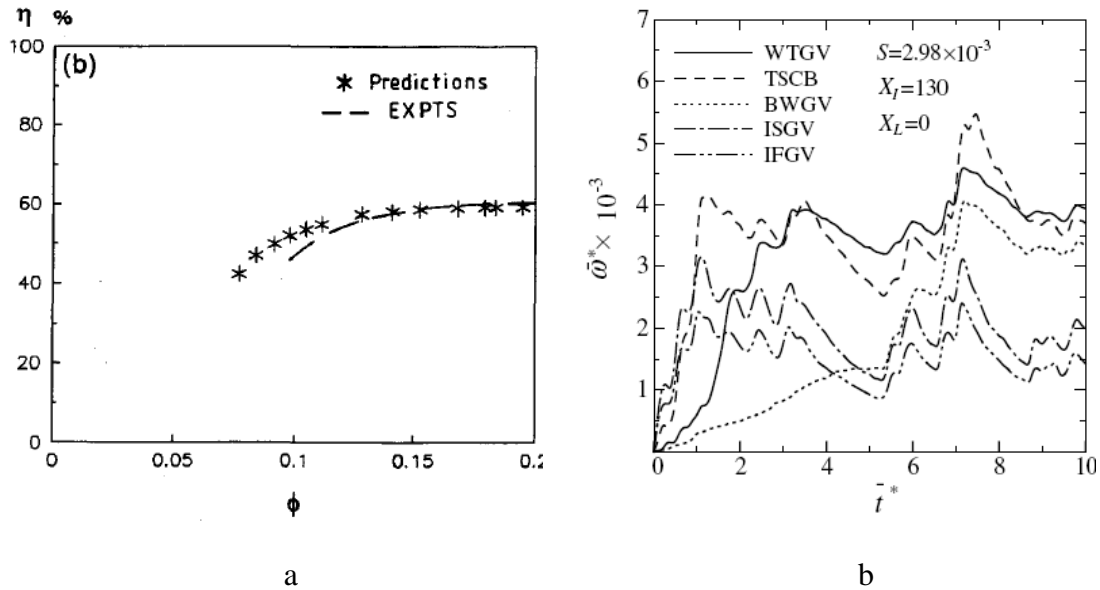 η %
100
80
60
40
20
0
(b)
Predictions
EXPTS
0 0.05 0.1 0.15 0.2
ϕ
a
7
6
5
4
3
2
1
ω̄* × 10⁻³
WTGV
TSCB
BWGV
ISGV
IFGV
S=2.98×10⁻³
X_I=130
X_L=0
0 2 4 6 8 10
t̄ *
b